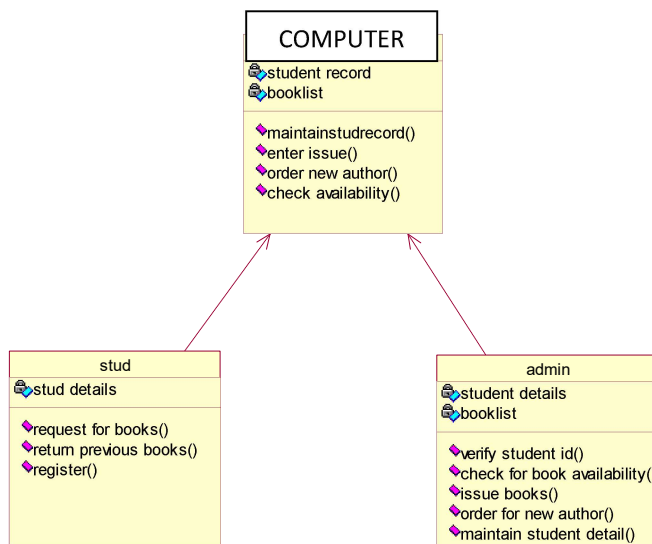 COMPUTER
student record
booklist
maintainstudrecord()
enter issue()
order new author()
check availability()
stud
stud details
request for books()
return previous books()
register()
admin
student details
booklist
verify student id()
check for book availability(
issue books()
order for new author()
maintain student detail()